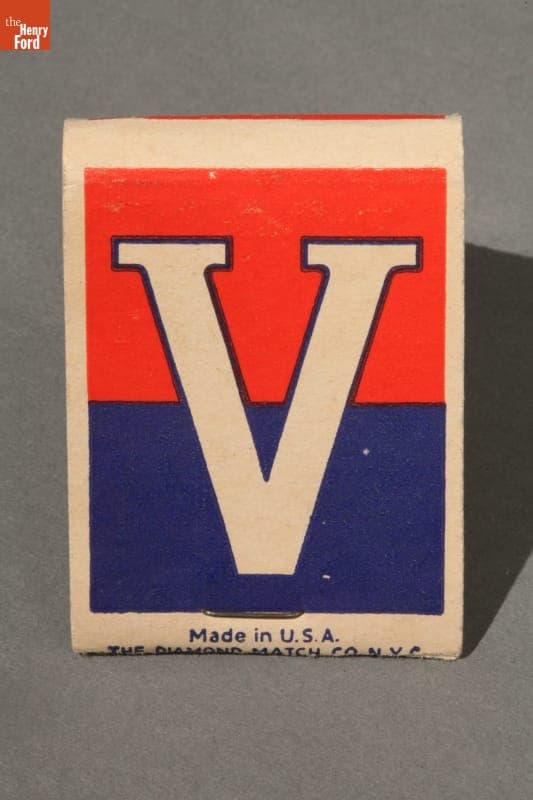 the
Henry
Ford
V
Made in U.S.A.
THE DIAMOND MATCH CO. N.Y.C.